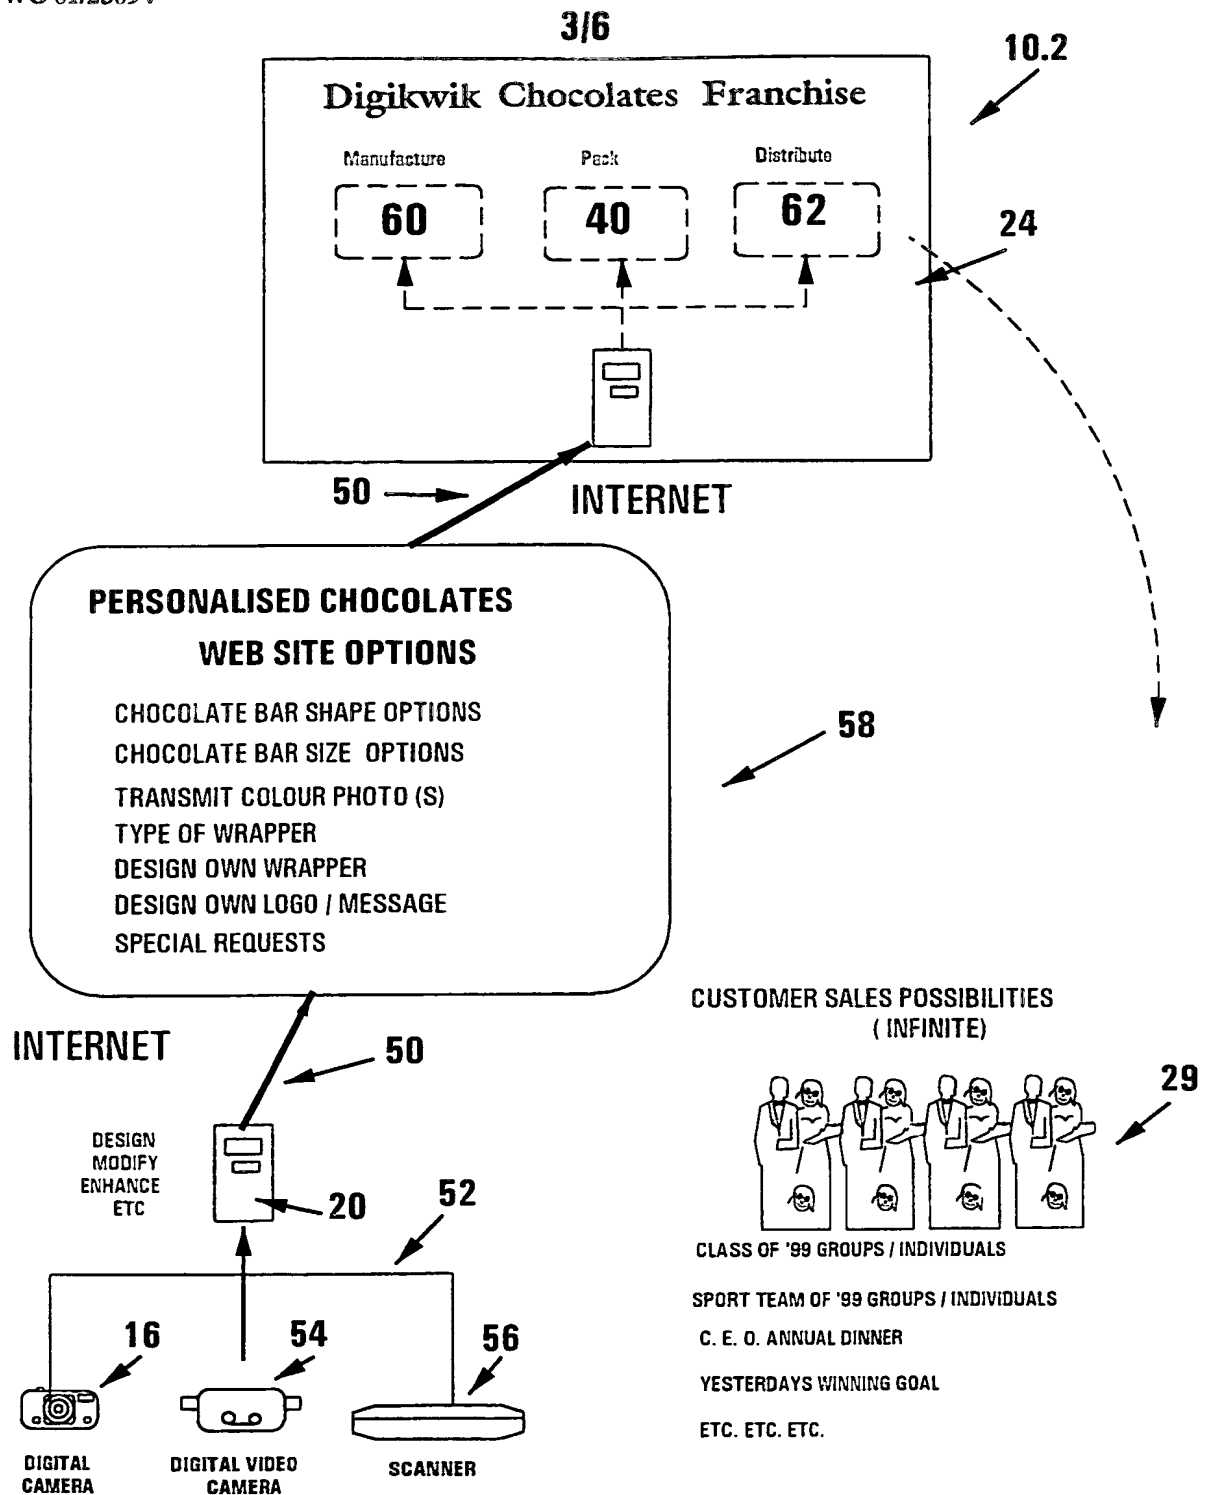 3/6
10.2
Digikwik Chocolates Franchise
Manufacture Pack Distribute
60 40 62
24
50
INTERNET
PERSONALISED CHOCOLATES
WEB SITE OPTIONS
CHOCOLATE BAR SHAPE OPTIONS
CHOCOLATE BAR SIZE OPTIONS
TRANSMIT COLOUR PHOTO (S)
TYPE OF WRAPPER
DESIGN OWN WRAPPER
DESIGN OWN LOGO / MESSAGE
SPECIAL REQUESTS
58
INTERNET
50
DESIGN
MODIFY
ENHANCE
ETC
20
52
16
54
56
DIGITAL
CAMERA
DIGITAL VIDEO
CAMERA
SCANNER
CUSTOMER SALES POSSIBILITIES
( INFINITE)
29
CLASS OF '99 GROUPS / INDIVIDUALS
SPORT TEAM OF '99 GROUPS / INDIVIDUALS
C. E. O. ANNUAL DINNER
YESTERDAYS WINNING GOAL
ETC. ETC. ETC.